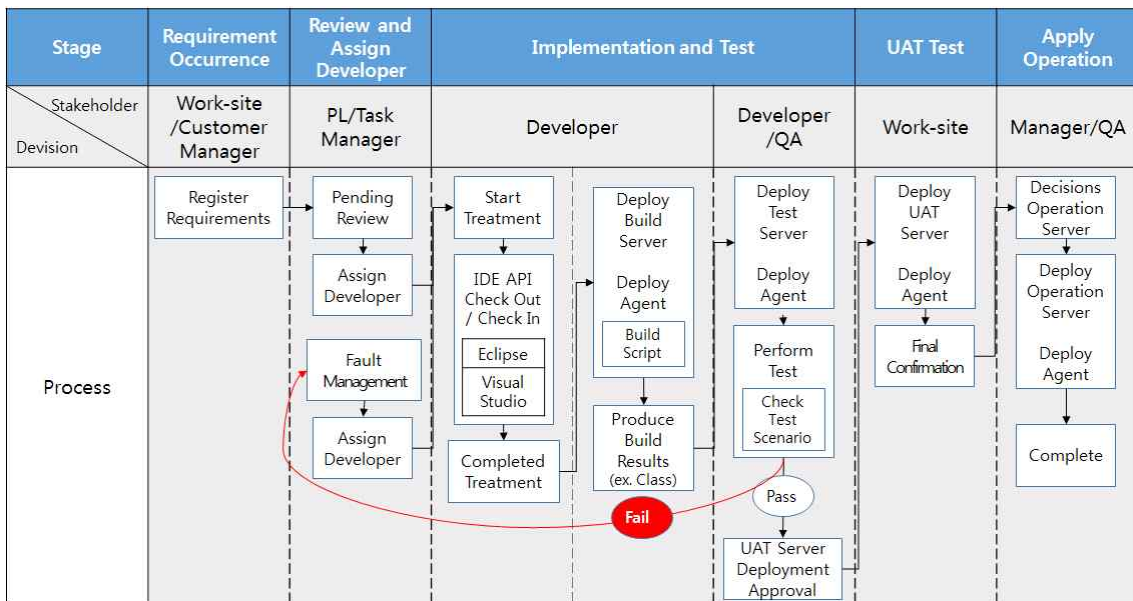 Stage
Requirement
Occurrence
Review and
Assign
Developer
Implementation and Test
UAT Test
Apply
Operation
Stakeholder
Devision
Work-site
/Customer
Manager
PL/Task
Manager
Developer
Developer
/QA
Work-site
Manager/QA
Process
Register
Requirements
Pending
Review
Assign
Developer
Fault
Management
Assign
Developer
Start
Treatment
IDE API
Check Out
/ Check In
Eclipse
Visual
Studio
Completed
Treatment
Deploy
Build
Server
Deploy
Agent
Build
Script
Produce
Build
Results
(ex. Class)
Fail
Deploy
Test
Server
Deploy
Agent
Perform
Test
Check
Test
Scenario
Pass
UAT Server
Deployment
Approval
Deploy
UAT
Server
Deploy
Agent
Final
Confirmation
Decisions
Operation
Server
Deploy
Operation
Server
Deploy
Agent
Complete